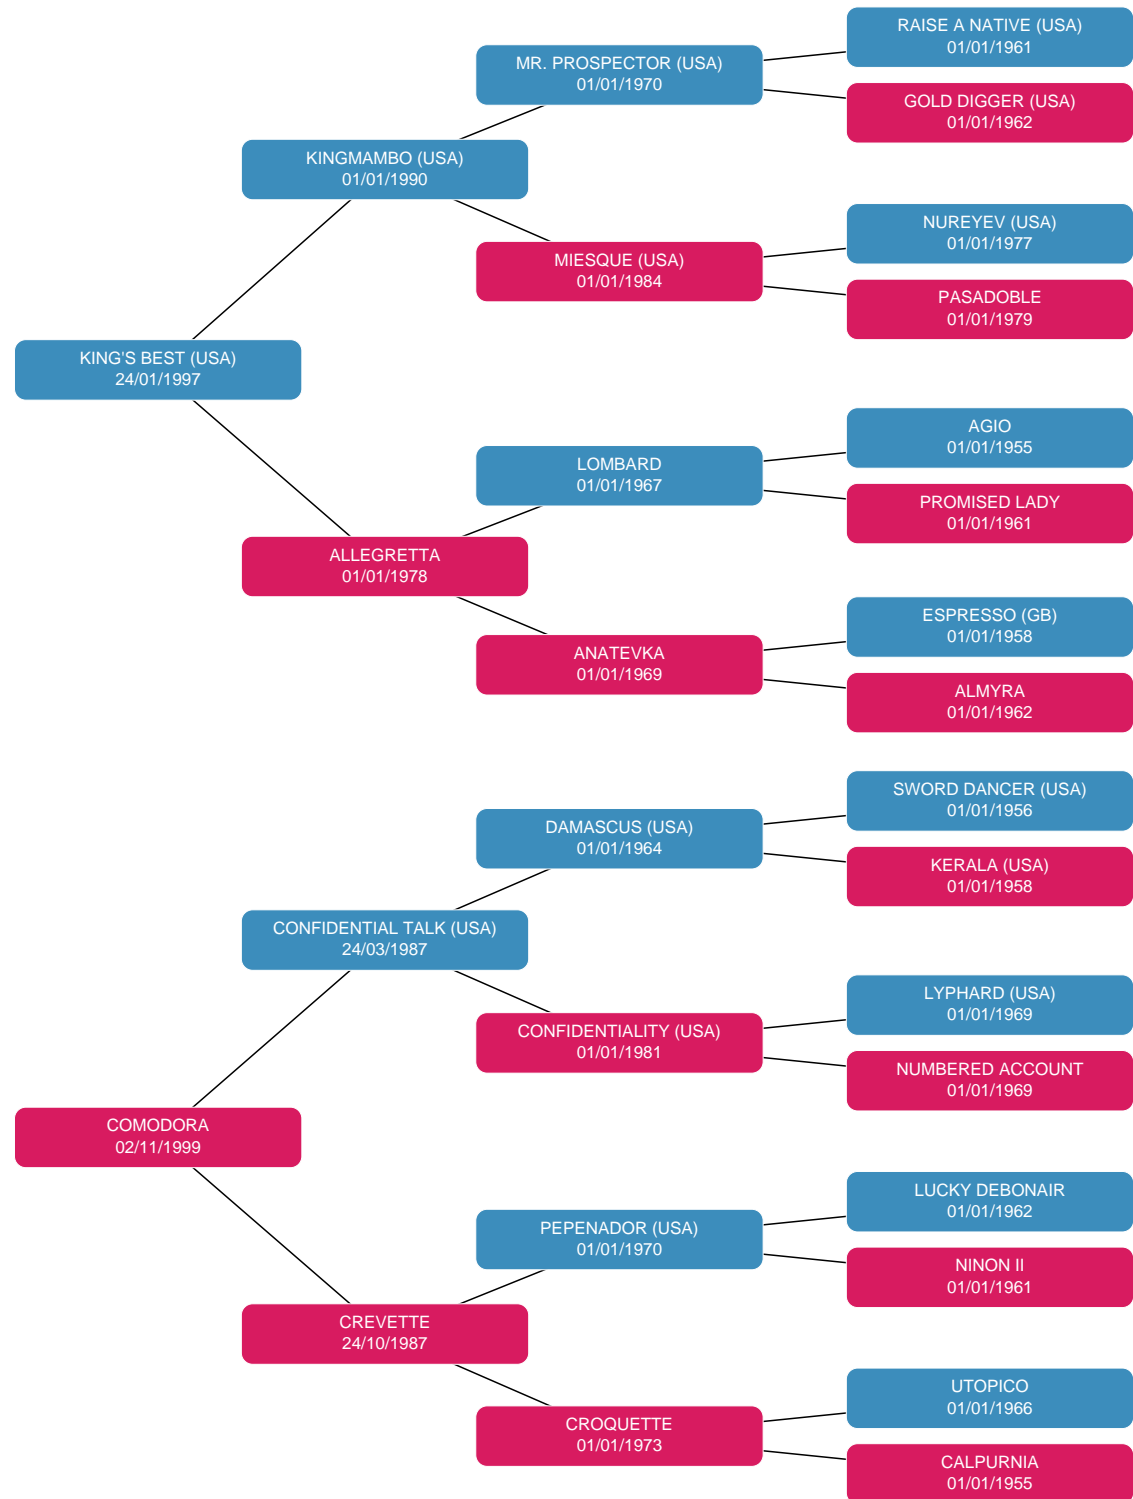 RAISE A NATIVE (USA)
01/01/1961
MR. PROSPECTOR (USA)
01/01/1970
GOLD DIGGER (USA)
01/01/1962
KINGMAMBO (USA)
01/01/1990
NUREYEV (USA)
01/01/1977
MIESQUE (USA)
01/01/1984
PASADOBLE
01/01/1979
KING'S BEST (USA)
24/01/1997
AGIO
01/01/1955
LOMBARD
01/01/1967
PROMISED LADY
01/01/1961
ALLEGRETTA
01/01/1978
ESPRESSO (GB)
01/01/1958
ANATEVKA
01/01/1969
ALMYRA
01/01/1962
SWORD DANCER (USA)
01/01/1956
DAMASCUS (USA)
01/01/1964
KERALA (USA)
01/01/1958
CONFIDENTIAL TALK (USA)
24/03/1987
LYPHARD (USA)
01/01/1969
CONFIDENTIALITY (USA)
01/01/1981
NUMBERED ACCOUNT
01/01/1969
COMODORA
02/11/1999
LUCKY DEBONAIR
01/01/1962
PEPENADOR (USA)
01/01/1970
NINON II
01/01/1961
CREVETTE
24/10/1987
UTOPICO
01/01/1966
CROQUETTE
01/01/1973
CALPURNIA
01/01/1955